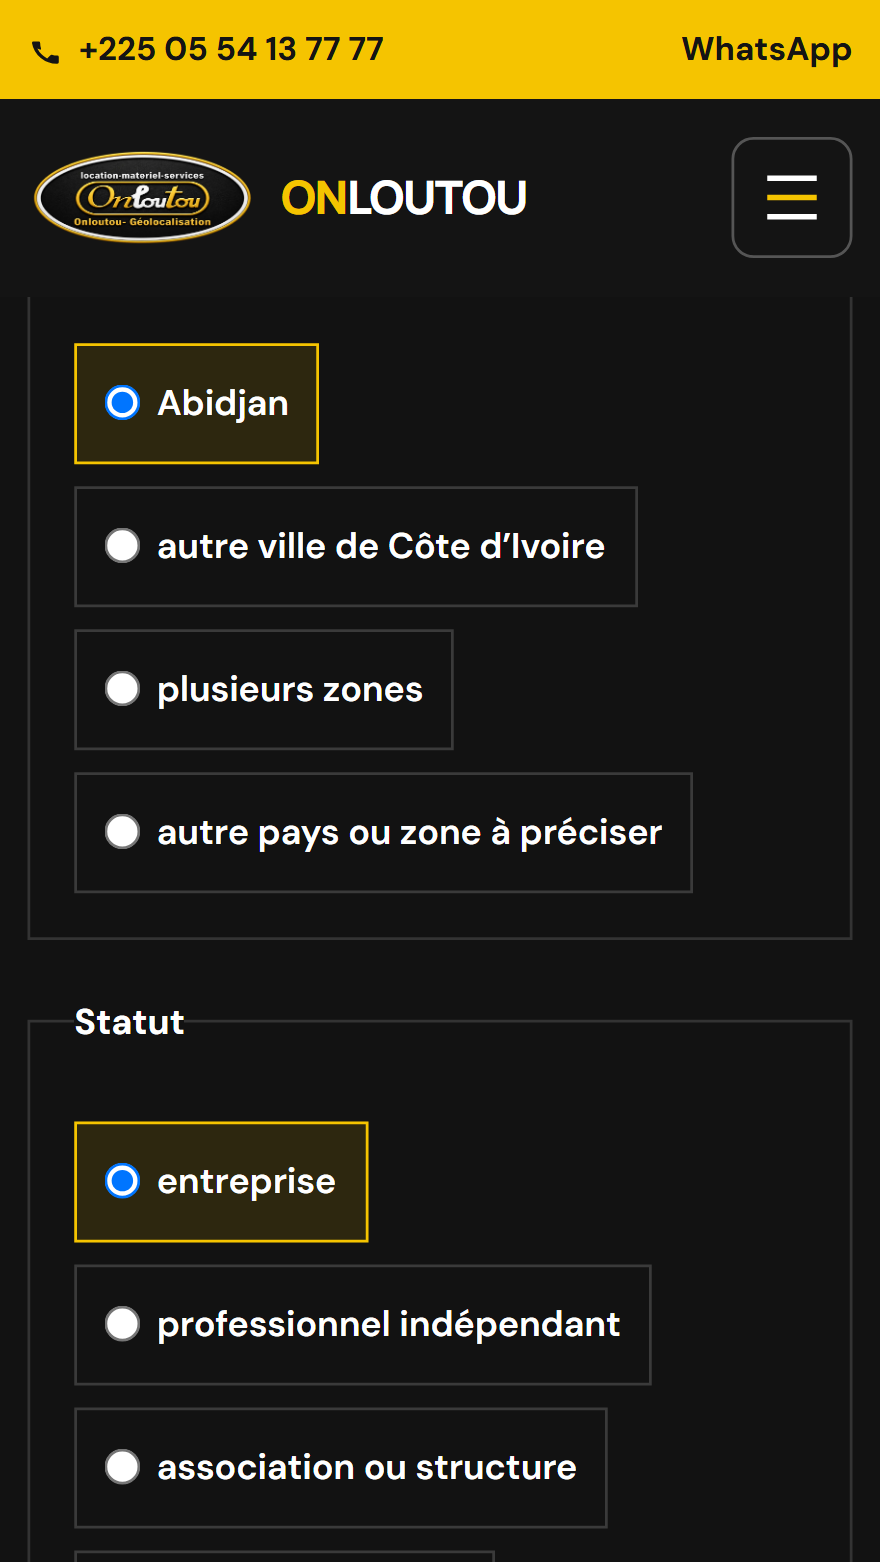 +225 05 54 13 77 77
WhatsApp
location-materiel-services
Onloutou
Onloutou- Géolocalisation
ONLOUTOU
Abidjan
autre ville de Côte d’Ivoire
plusieurs zones
autre pays ou zone à préciser
Statut
entreprise
professionnel indépendant
association ou structure